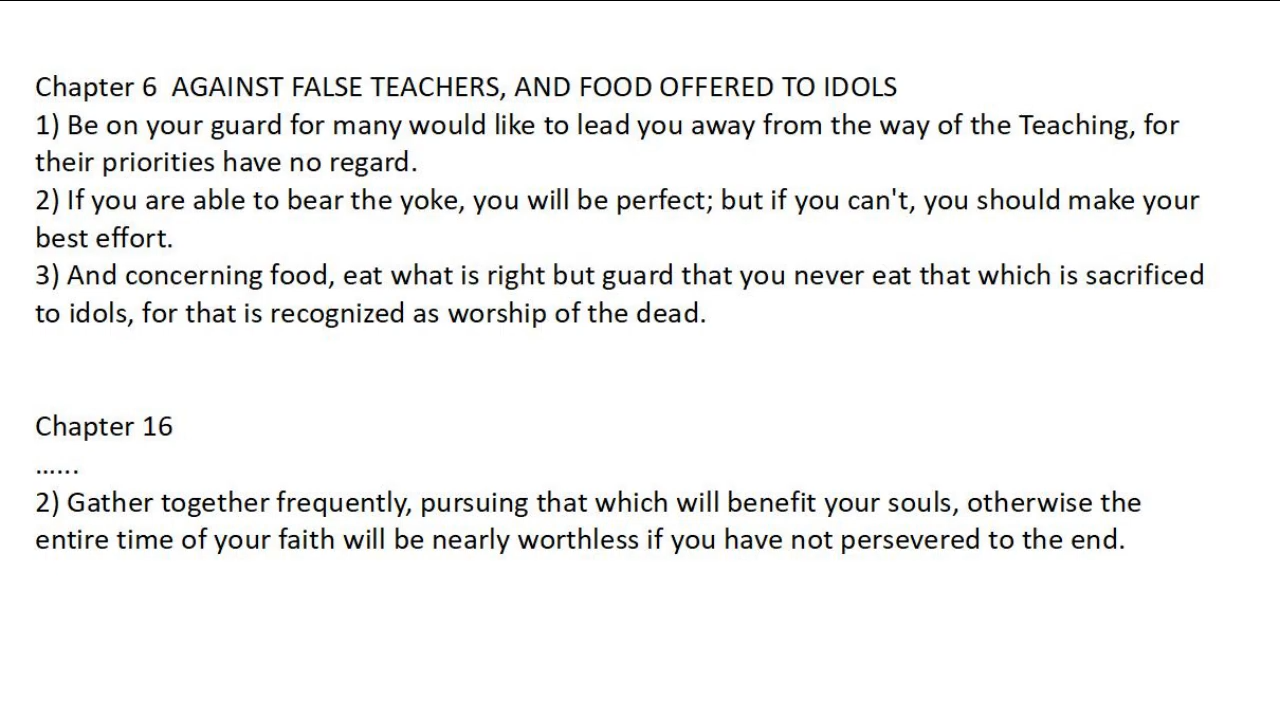 Chapter 6  AGAINST FALSE TEACHERS, AND FOOD OFFERED TO IDOLS
1) Be on your guard for many would like to lead you away from the way of the Teaching, for
their priorities have no regard.
2) If you are able to bear the yoke, you will be perfect; but if you can't, you should make your
best effort.
3) And concerning food, eat what is right but guard that you never eat that which is sacrificed
to idols, for that is recognized as worship of the dead.
Chapter 16
......
2) Gather together frequently, pursuing that which will benefit your souls, otherwise the
entire time of your faith will be nearly worthless if you have not persevered to the end.